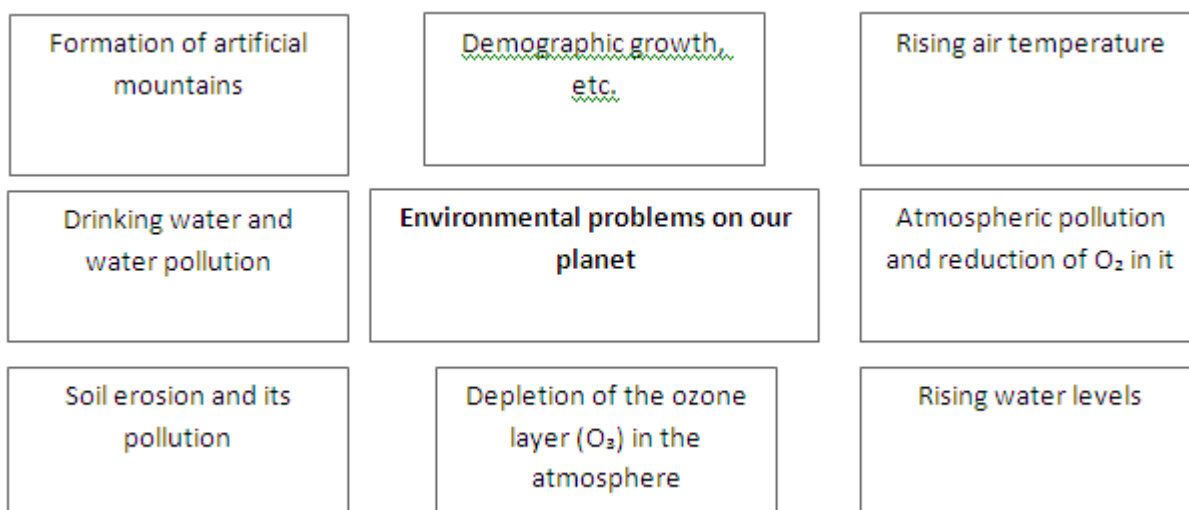 Formation of artificial
mountains
Demographic growth,
etc.
Rising air temperature
Drinking water and
water pollution
Environmental problems on our
planet
Atmospheric pollution
and reduction of O₂ in it
Soil erosion and its
pollution
Depletion of the ozone
layer (O₃) in the
atmosphere
Rising water levels